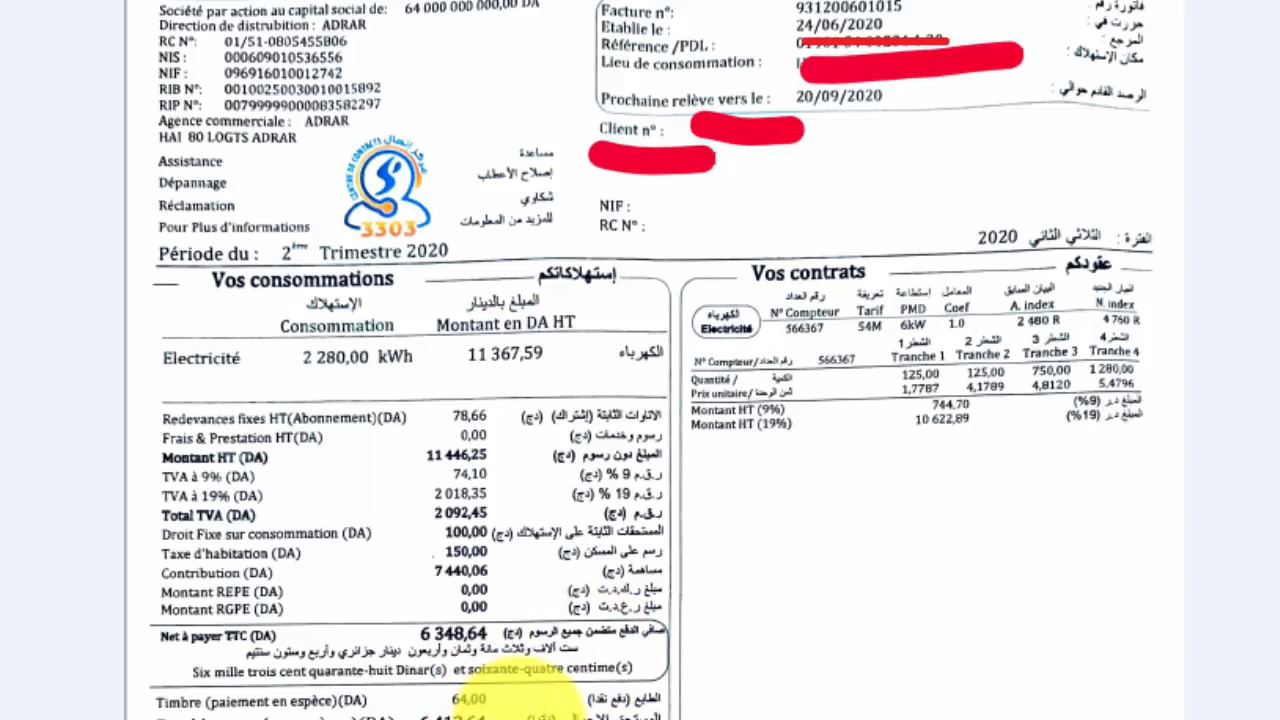 Société par action au capital social de: 64 000 000 000,00 DA
Direction de distrubition : ADRAR
RC N°: 01/51-0805455B06
NIS : 000609010536556
NIF : 096916010012742
RIB N°: 00100250030010015892
RIP N°: 00799999000083582297
Agence commerciale : ADRAR
HAI 80 LOGTS ADRAR
Facture n°: 931200601015 فاتورة رقم :
Etablie le : 24/06/2020 حررت في :
Référence /PDL : المرجع :
Lieu de consommation : مكان الإستهلاك :
Prochaine relève vers le : 20/09/2020 الرصد القادم حوالي :
Client n° :
Assistance مساعدة
Dépannage إصلاح الأعطاب
Réclamation شكاوي
Pour Plus d'informations للمزيد من المعلومات
CENTRE DE CONTACTS مركز اتصال
3303
NIF :
RC N° :
Période du : 2ème Trimestre 2020
الفترة : الثلاثي الثاني 2020
Vos consommations إستهلاكاتكم
الإستهلاك المبلغ بالدينار
Consommation Montant en DA HT
Electricité 2 280,00 kWh 11 367,59 الكهرباء
Redevances fixes HT(Abonnement)(DA) 78,66 الاتاوات الثابتة (إشتراك) (دج)
Frais & Prestation HT(DA) 0,00 رسوم وخدمات (دج)
Montant HT (DA) 11 446,25 المبلغ دون رسوم (دج)
TVA à 9% (DA) 74,10 ر.ق.م 9 % (دج)
TVA à 19% (DA) 2 018,35 ر.ق.م 19 % (دج)
Total TVA (DA) 2 092,45 ر.ق.م (دج)
Droit Fixe sur consommation (DA) 100,00 المستحقات الثابتة على الإستهلاك (دج)
Taxe d'habitation (DA) 150,00 رسم على المسكن (دج)
Contribution (DA) 7 440,06 مساهمة (دج)
Montant REPE (DA) 0,00 مبلغ ر.ك.د.ت (دج)
Montant RGPE (DA) 0,00 مبلغ ر.ع.د.ت (دج)
Net à payer TTC (DA) 6 348,64 صافي الدفع متضمن جميع الرسوم (دج)
ست آلاف وثلاث مائة وثمان وأربعون دينار جزائري وأربع وستون سنتيم
Six mille trois cent quarante-huit Dinar(s) et soixante-quatre centime(s)
Timbre (paiement en espèce)(DA) 64,00 الطابع (دفع نقدا) (دج)
6 412,64
Vos contrats عقودكم
الكهرباء رقم العداد تعريفة إستطاعة المعامل البيان السابق البيان الجديد
Electricité N° Compteur Tarif PMD Coef A. index N. index
566367 54M 6kW 1.0 2 480 R 4 760 R
الشطر 1 الشطر 2 الشطر 3 الشطر 4
N° Compteur/رقم العداد 566367 Tranche 1 Tranche 2 Tranche 3 Tranche 4
Quantité / الكمية 125,00 125,00 750,00 1 280,00
Prix unitaire/ ثمن الوحدة 1,7787 4,1789 4,8120 5,4796
Montant HT (9%) 744,70 المبلغ د.ر (9%)
Montant HT (19%) 10 622,89 المبلغ د.ر (19%)